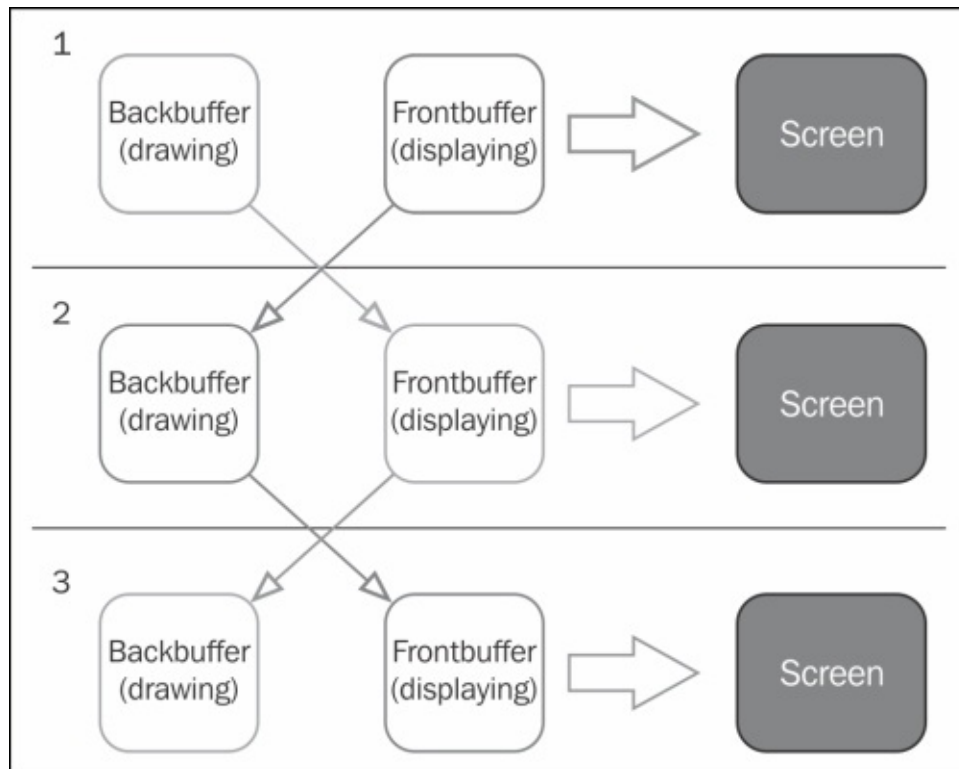 1
Backbuffer
(drawing)
Frontbuffer
(displaying)
Screen
2
Backbuffer
(drawing)
Frontbuffer
(displaying)
Screen
3
Backbuffer
(drawing)
Frontbuffer
(displaying)
Screen